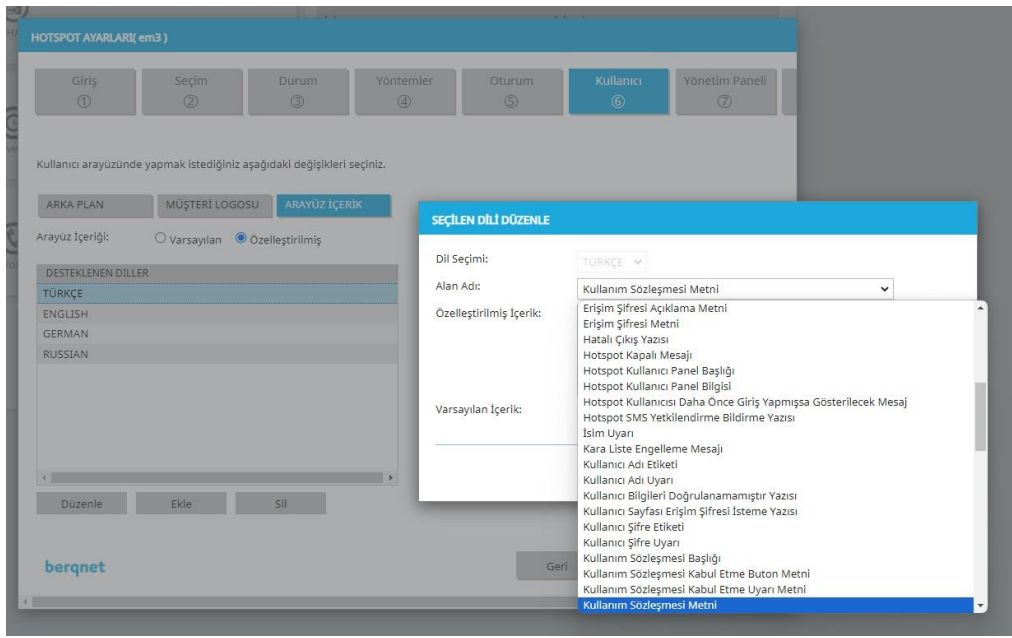 HOTSPOT AYARLARI( em3 )
Giriş
①
Seçim
②
Durum
③
Yöntemler
④
Oturum
⑤
Kullanıcı
⑥
Yönetim Paneli
⑦
Kullanıcı arayüzünde yapmak istediğiniz aşağıdaki değişikleri seçiniz.
ARKA PLAN
MÜŞTERİ LOGOSU
ARAYÜZ İÇERİK
Arayüz İçeriği:
Varsayılan
Özelleştirilmiş
DESTEKLENEN DILLER
TÜRKÇE
ENGLISH
GERMAN
RUSSIAN
Düzenle
Ekle
Sil
berqnet
Geri
SEÇİLEN DİLİ DÜZENLE
Dil Seçimi:
TÜRKÇE
Alan Adı:
Kullanım Sözleşmesi Metni
Özelleştirilmiş İçerik:
Varsayılan İçerik:
Erişim Şifresi Açıklama Metni
Erişim Şifresi Metni
Hatalı Çıkış Yazısı
Hotspot Kapalı Mesajı
Hotspot Kullanıcı Panel Başlığı
Hotspot Kullanıcı Panel Bilgisi
Hotspot Kullanıcısı Daha Önce Giriş Yapmışsa Gösterilecek Mesaj
Hotspot SMS Yetkilendirme Bildirme Yazısı
İsim Uyarı
Kara Liste Engelleme Mesajı
Kullanıcı Adı Etiketi
Kullanıcı Adı Uyarı
Kullanıcı Bilgileri Doğrulanamamıştır Yazısı
Kullanıcı Sayfası Erişim Şifresi İsteme Yazısı
Kullanıcı Şifre Etiketi
Kullanıcı Şifre Uyarı
Kullanım Sözleşmesi Başlığı
Kullanım Sözleşmesi Kabul Etme Buton Metni
Kullanım Sözleşmesi Kabul Etme Uyarı Metni
Kullanım Sözleşmesi Metni